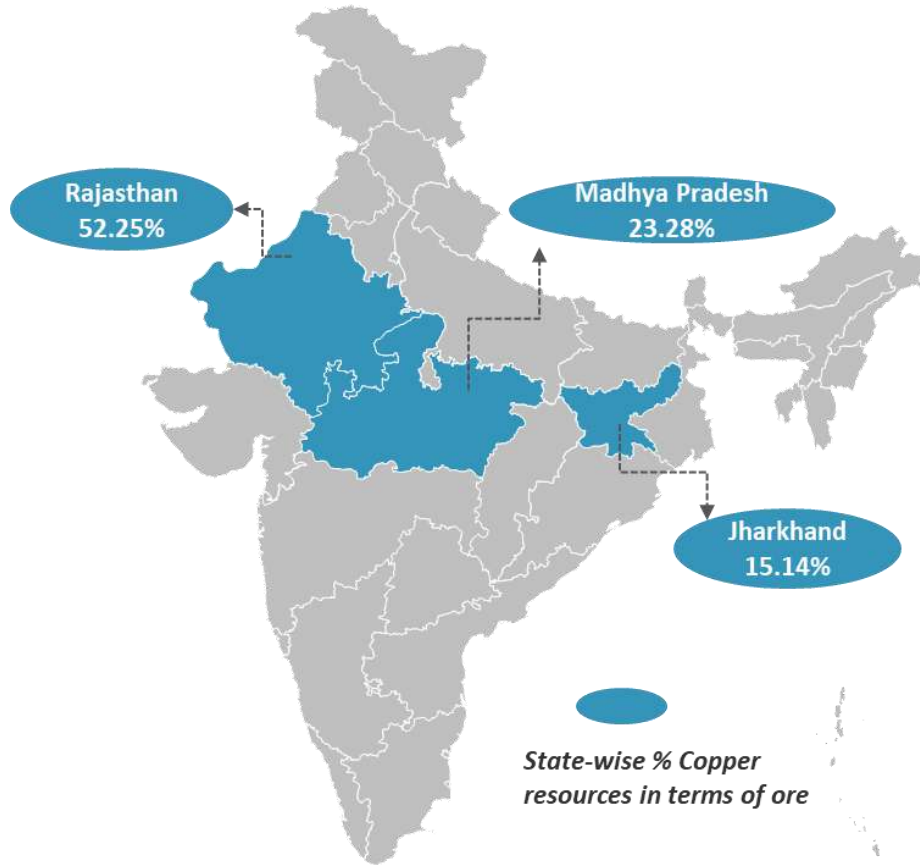 Rajasthan
52.25%
Madhya Pradesh
23.28%
Jharkhand
15.14%
State-wise % Copper
resources in terms of ore